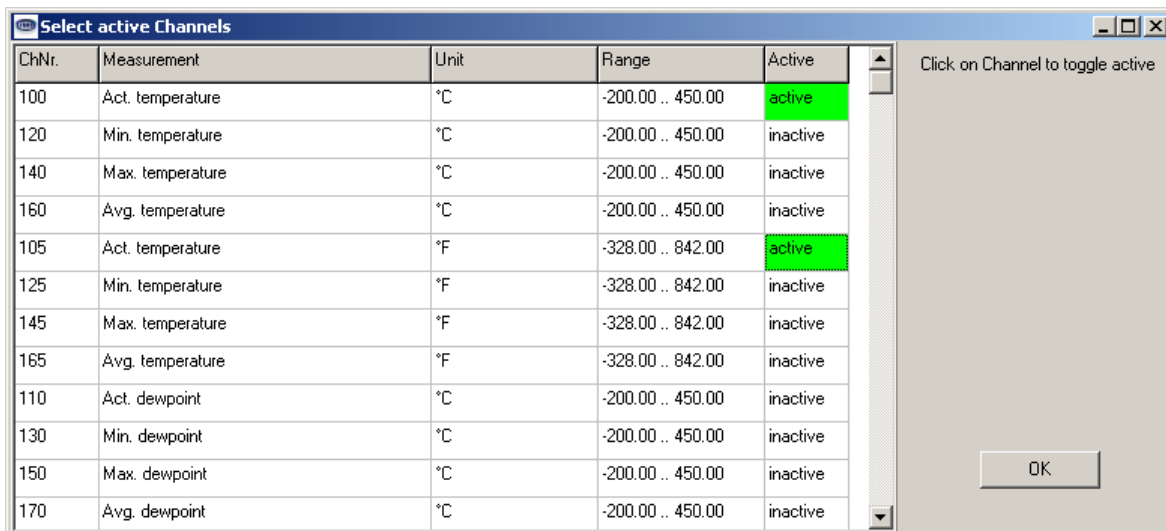 Select active Channels
ChNr. Measurement Unit Range Active
Click on Channel to toggle active
100 Act. temperature °C -200.00 .. 450.00 active
120 Min. temperature °C -200.00 .. 450.00 inactive
140 Max. temperature °C -200.00 .. 450.00 inactive
160 Avg. temperature °C -200.00 .. 450.00 inactive
105 Act. temperature °F -328.00 .. 842.00 active
125 Min. temperature °F -328.00 .. 842.00 inactive
145 Max. temperature °F -328.00 .. 842.00 inactive
165 Avg. temperature °F -328.00 .. 842.00 inactive
110 Act. dewpoint °C -200.00 .. 450.00 inactive
130 Min. dewpoint °C -200.00 .. 450.00 inactive
150 Max. dewpoint °C -200.00 .. 450.00 inactive
170 Avg. dewpoint °C -200.00 .. 450.00 inactive
OK